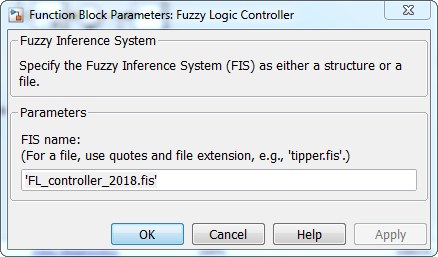 Function Block Parameters: Fuzzy Logic Controller
Fuzzy Inference System
Specify the Fuzzy Inference System (FIS) as either a structure or a
file.
Parameters
FIS name:
(For a file, use quotes and file extension, e.g., 'tipper.fis'.)
'FL_controller_2018.fis'
OK Cancel Help Apply